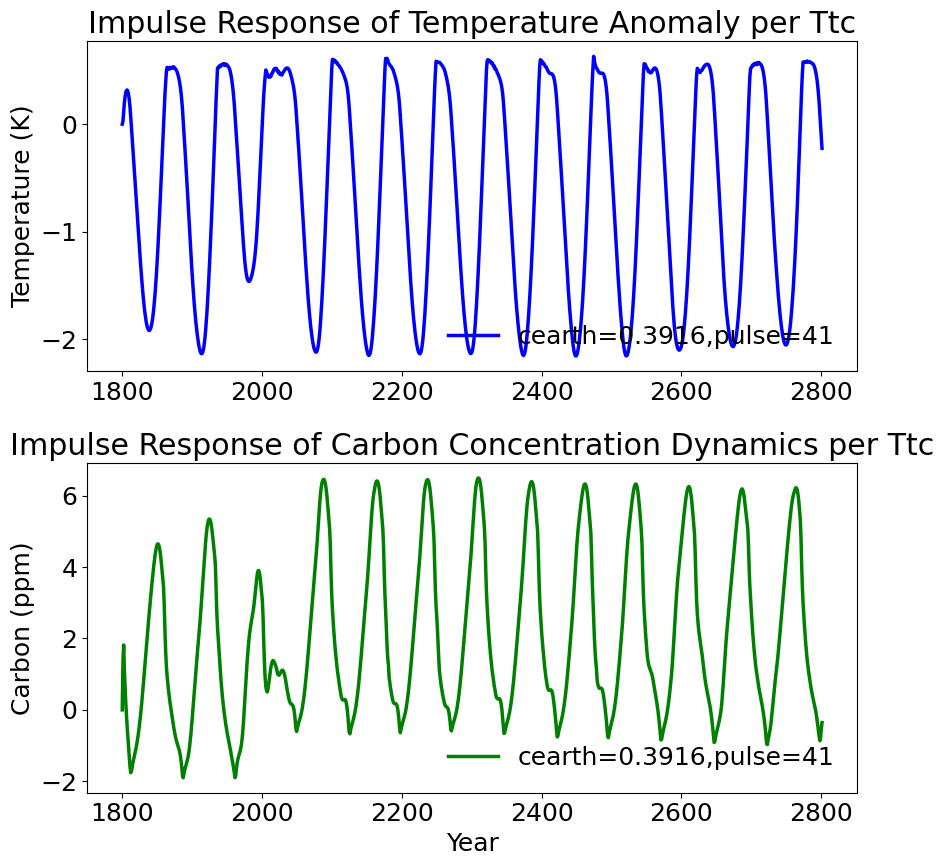 Impulse Response of Temperature Anomaly per Ttc
Temperature (K)
0
−1
−2
cearth=0.3916,pulse=41
1800 2000 2200 2400 2600 2800
Impulse Response of Carbon Concentration Dynamics per Ttc
Carbon (ppm)
6
4
2
0
−2
cearth=0.3916,pulse=41
1800 2000 2200 2400 2600 2800
Year